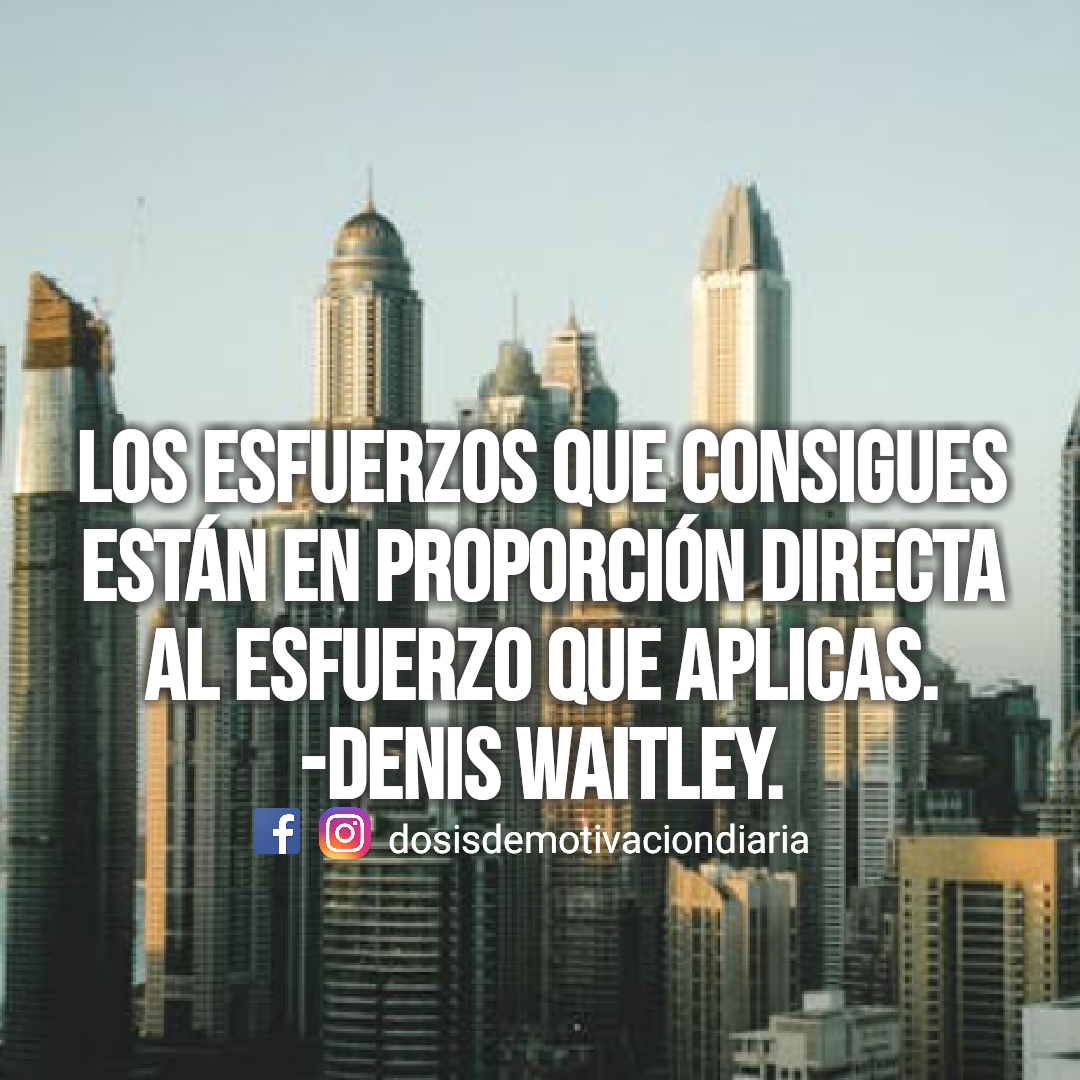 LOS ESFUERZOS QUE CONSIGUES
ESTÁN EN PROPORCIÓN DIRECTA
AL ESFUERZO QUE APLICAS.
-DENIS WAITLEY.
dosisdemotivaciondiaria